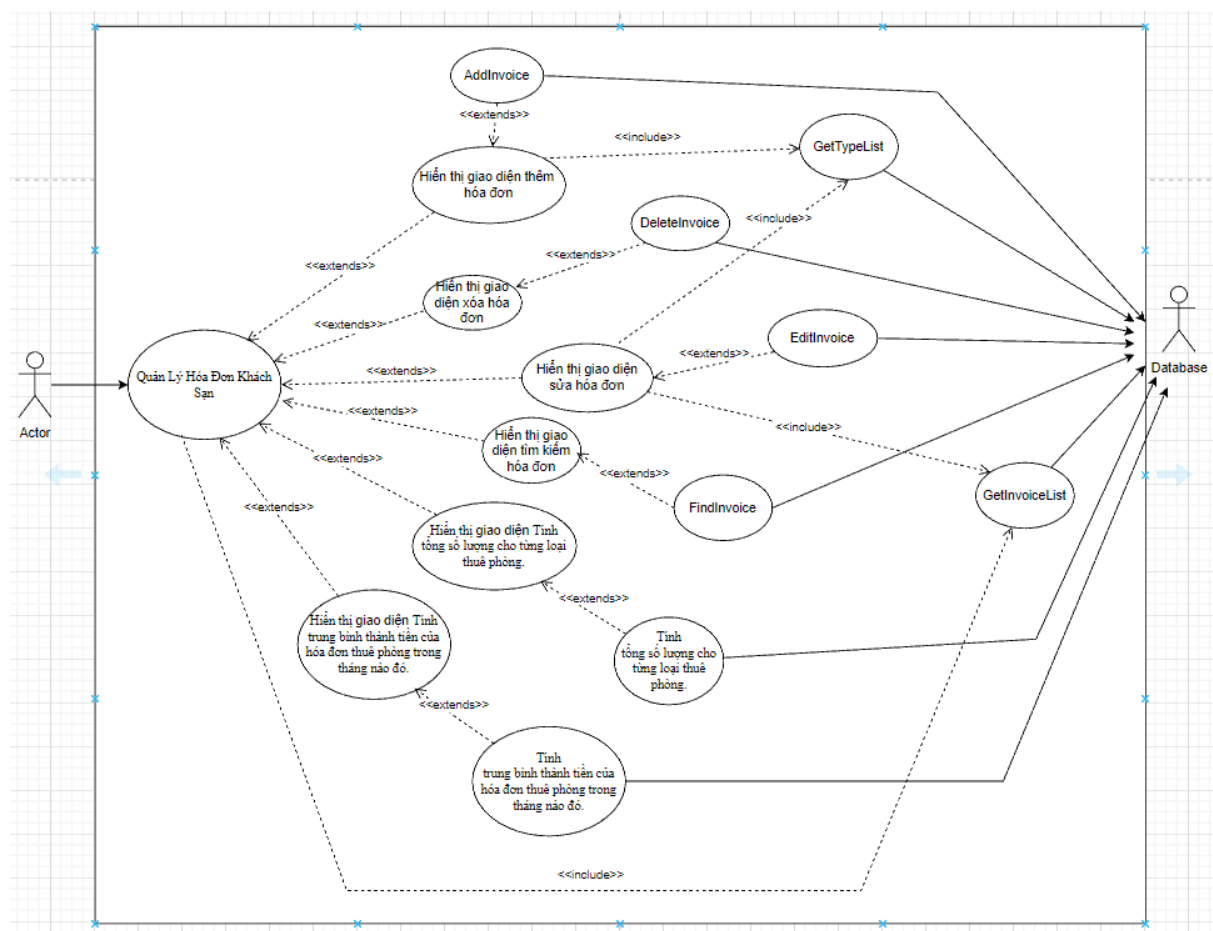 AddInvoice
<<extends>>
<<include>>
GetTypeList
Hiển thị giao diện thêm
hóa đơn
DeleteInvoice
<<include>>
<<extends>>
<<extends>>
Hiển thị giao
diện xóa hóa
đơn
<<extends>>
EditInvoice
<<extends>>
Database
Actor
Quản Lý Hóa Đơn Khách
Sạn
<<extends>>
Hiển thị giao diện
sửa hóa đơn
<<extends>>
<<include>>
Hiển thị giao
diện tìm kiếm
hóa đơn
<<extends>>
<<extends>>
FindInvoice
GetInvoiceList
<<extends>>
Hiển thị giao diện Tính
tổng số lượng cho từng loại
thuê phòng.
<<extends>>
Hiển thị giao diện Tính
trung bình thành tiền của
hóa đơn thuê phòng trong
tháng nào đó.
Tính
tổng số lượng cho
từng loại thuê
phòng.
<<extends>>
Tính
trung bình thành tiền của
hóa đơn thuê phòng trong
tháng nào đó.
<<include>>